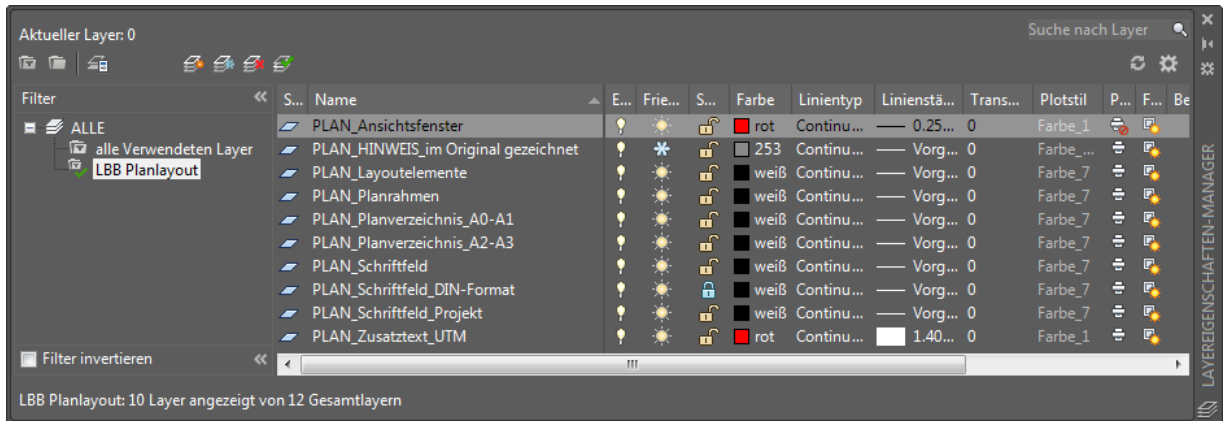 Aktueller Layer: 0
Suche nach Layer
Filter
S... Name E... Frie... S... Farbe Linientyp Linienstä... Trans... Plotstil P... F... Be
ALLE
alle Verwendeten Layer
LBB Planlayout
PLAN_Ansichtsfenster rot Continu... 0.25... 0 Farbe_1
PLAN_HINWEIS_im Original gezeichnet 253 Continu... Vorg... 0 Farbe_...
PLAN_Layoutelemente weiß Continu... Vorg... 0 Farbe_7
PLAN_Planrahmen weiß Continu... Vorg... 0 Farbe_7
PLAN_Planverzeichnis_A0-A1 weiß Continu... Vorg... 0 Farbe_7
PLAN_Planverzeichnis_A2-A3 weiß Continu... Vorg... 0 Farbe_7
PLAN_Schriftfeld weiß Continu... Vorg... 0 Farbe_7
PLAN_Schriftfeld_DIN-Format weiß Continu... Vorg... 0 Farbe_7
PLAN_Schriftfeld_Projekt weiß Continu... Vorg... 0 Farbe_7
PLAN_Zusatztext_UTM rot Continu... 1.40... 0 Farbe_1
Filter invertieren
LBB Planlayout: 10 Layer angezeigt von 12 Gesamtlayern
LAYEREIGENSCHAFTEN-MANAGER